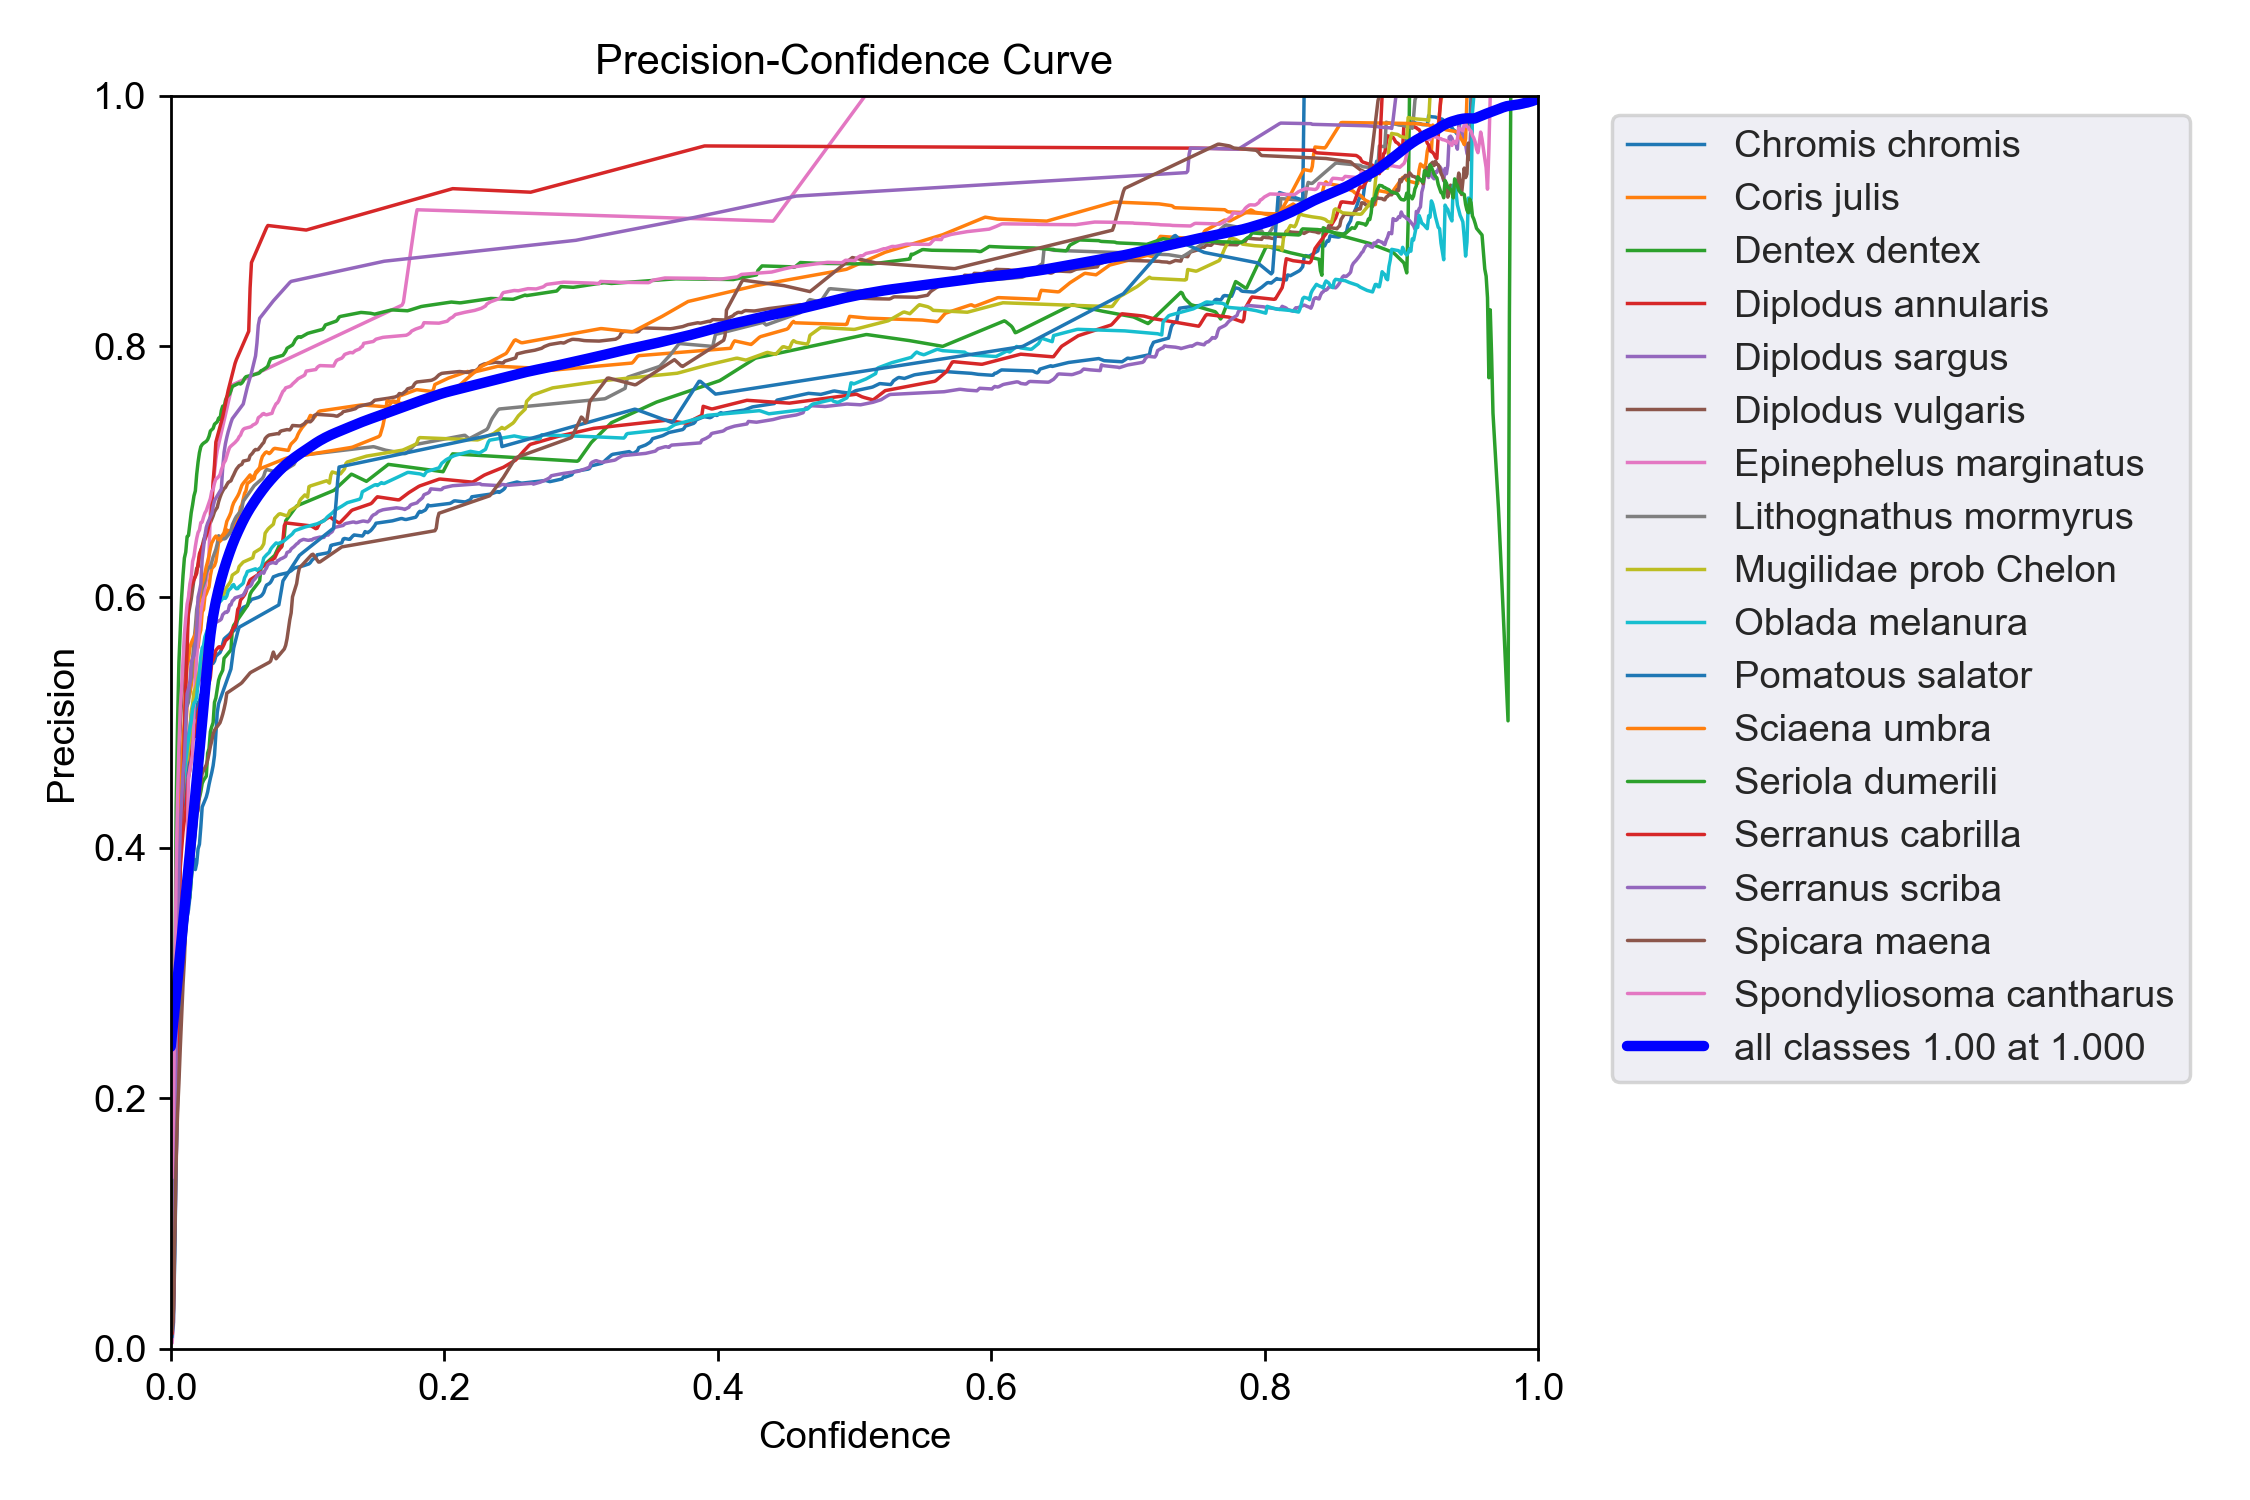 Precision-Confidence Curve
1.0
0.8
0.6
0.4
0.2
0.0
Precision
0.0 0.2 0.4 0.6 0.8 1.0
Confidence
Chromis chromis
Coris julis
Dentex dentex
Diplodus annularis
Diplodus sargus
Diplodus vulgaris
Epinephelus marginatus
Lithognathus mormyrus
Mugilidae prob Chelon
Oblada melanura
Pomatous salator
Sciaena umbra
Seriola dumerili
Serranus cabrilla
Serranus scriba
Spicara maena
Spondyliosoma cantharus
all classes 1.00 at 1.000